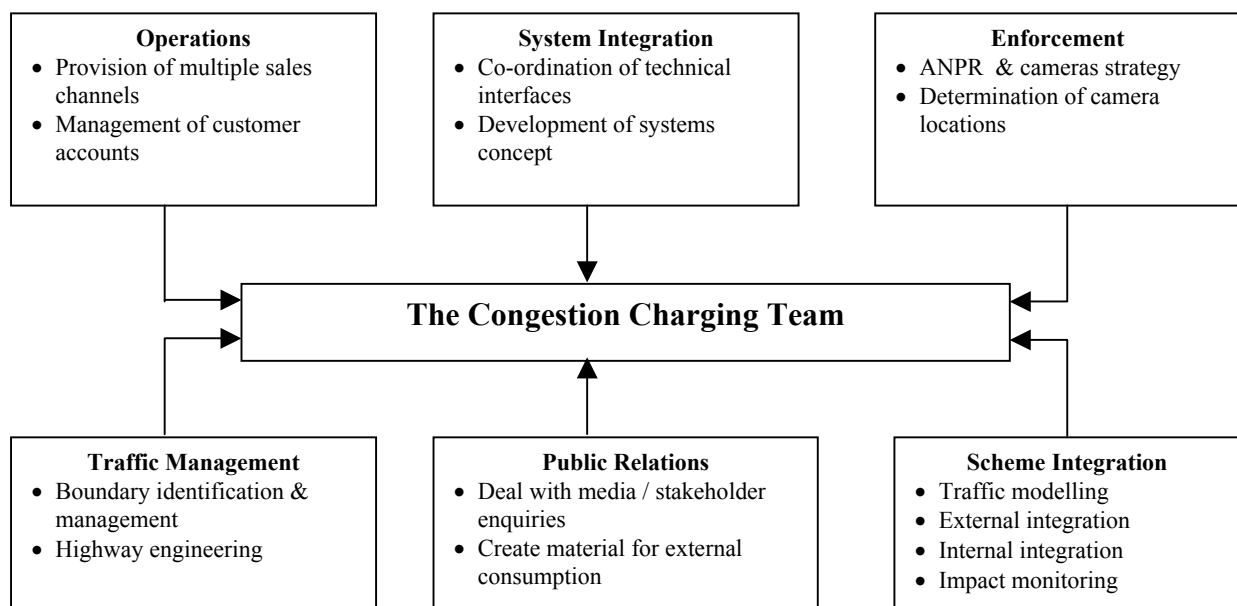 Operations
• Provision of multiple sales
channels
• Management of customer
accounts
System Integration
• Co-ordination of technical
interfaces
• Development of systems
concept
Enforcement
• ANPR & cameras strategy
• Determination of camera
locations
The Congestion Charging Team
Traffic Management
• Boundary identification &
management
• Highway engineering
Public Relations
• Deal with media / stakeholder
enquiries
• Create material for external
consumption
Scheme Integration
• Traffic modelling
• External integration
• Internal integration
• Impact monitoring